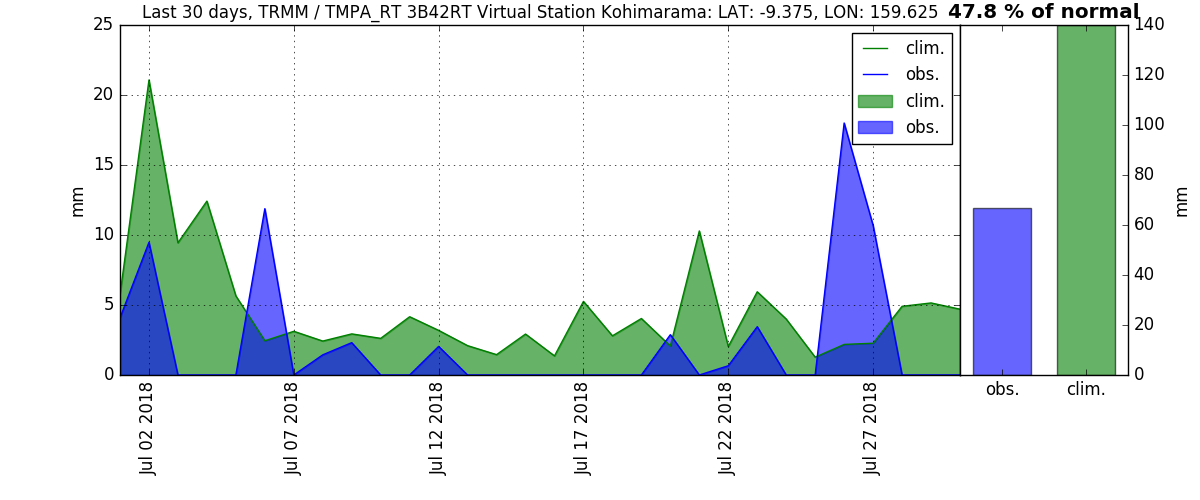 Last 30 days, TRMM / TMPA_RT 3B42RT Virtual Station Kohimarama: LAT: -9.375, LON: 159.625 47.8 % of normal
25
20
15
10
5
0
mm
clim.
obs.
clim.
obs.
140
120
100
80
60
40
20
0
mm
obs.
clim.
Jul 02 2018
Jul 07 2018
Jul 12 2018
Jul 17 2018
Jul 22 2018
Jul 27 2018